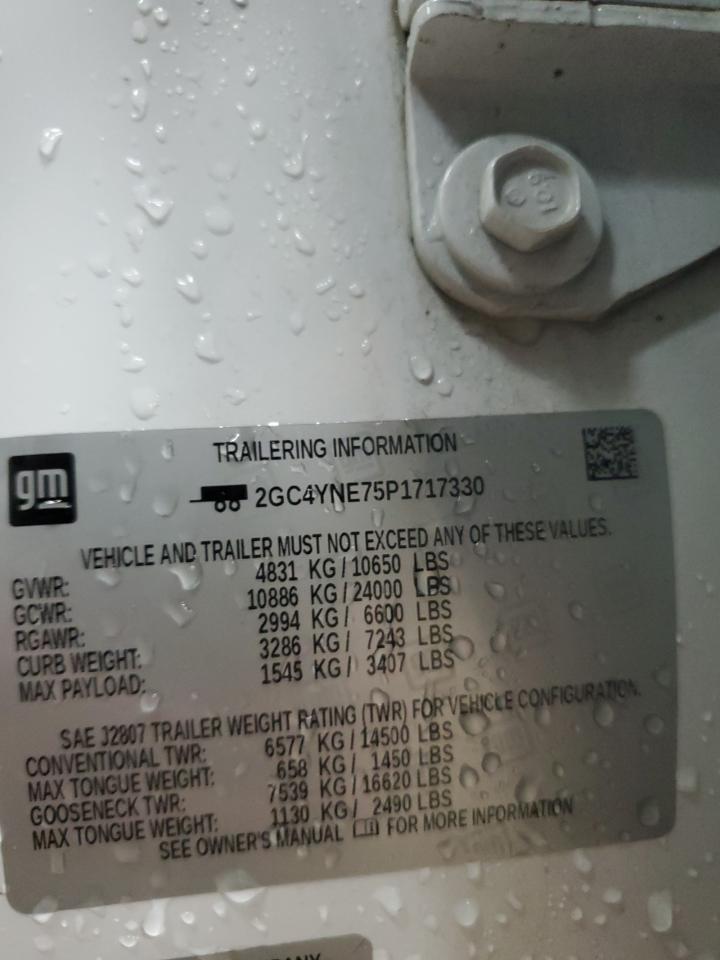 10.9
gm
TRAILERING INFORMATION
2GC4YNE75P1717330
VEHICLE AND TRAILER MUST NOT EXCEED ANY OF THESE VALUES.
GVWR: 4831 KG / 10650 LBS
GCWR: 10886 KG / 24000 LBS
RGAWR: 2994 KG / 6600 LBS
CURB WEIGHT: 3286 KG / 7243 LBS
MAX PAYLOAD: 1545 KG / 3407 LBS
SAE J2807 TRAILER WEIGHT RATING (TWR) FOR VEHICLE CONFIGURATION.
CONVENTIONAL TWR: 6577 KG / 14500 LBS
MAX TONGUE WEIGHT: 658 KG / 1450 LBS
GOOSENECK TWR: 7539 KG / 16620 LBS
MAX TONGUE WEIGHT: 1130 KG / 2490 LBS
SEE OWNER'S MANUAL FOR MORE INFORMATION